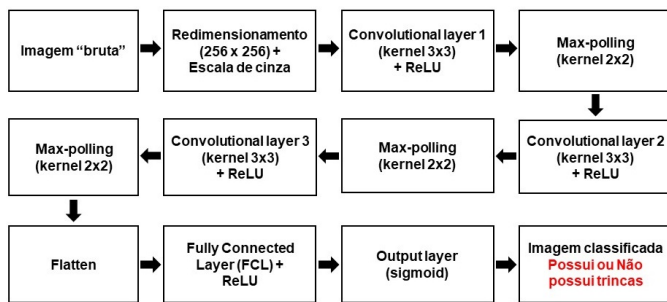 Imagem “bruta”
Redimensionamento
(256 x 256) +
Escala de cinza
Convolutional layer 1
(kernel 3x3)
+ ReLU
Max-polling
(kernel 2x2)
Convolutional layer 2
(kernel 3x3)
+ ReLU
Max-polling
(kernel 2x2)
Convolutional layer 3
(kernel 3x3)
+ ReLU
Max-polling
(kernel 2x2)
Flatten
Fully Connected
Layer (FCL) +
ReLU
Output layer
(sigmoid)
Imagem classificada
Possui ou Não
possui trincas